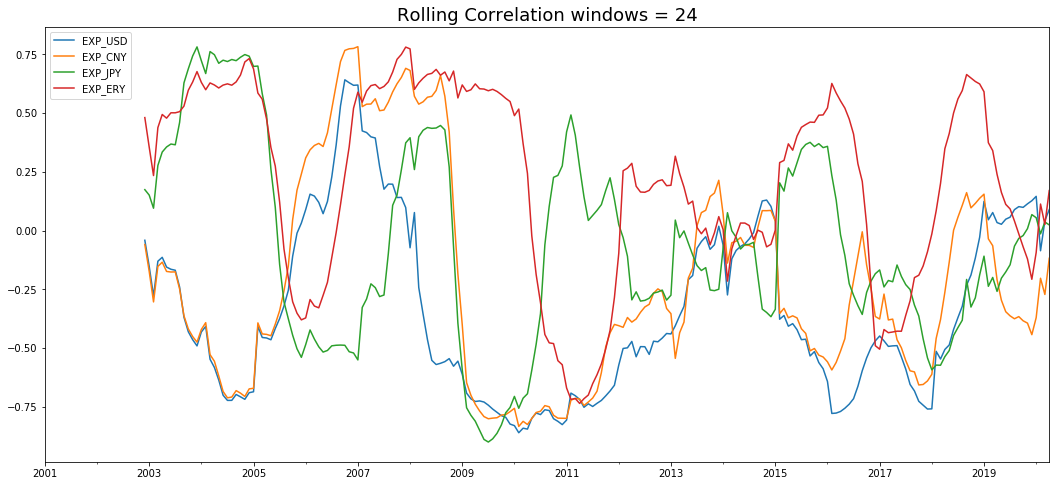 Rolling Correlation windows = 24
EXP_USD
EXP_CNY
EXP_JPY
EXP_ERY
0.75
0.50
0.25
0.00
−0.25
−0.50
−0.75
2001 2003 2005 2007 2009 2011 2013 2015 2017 2019